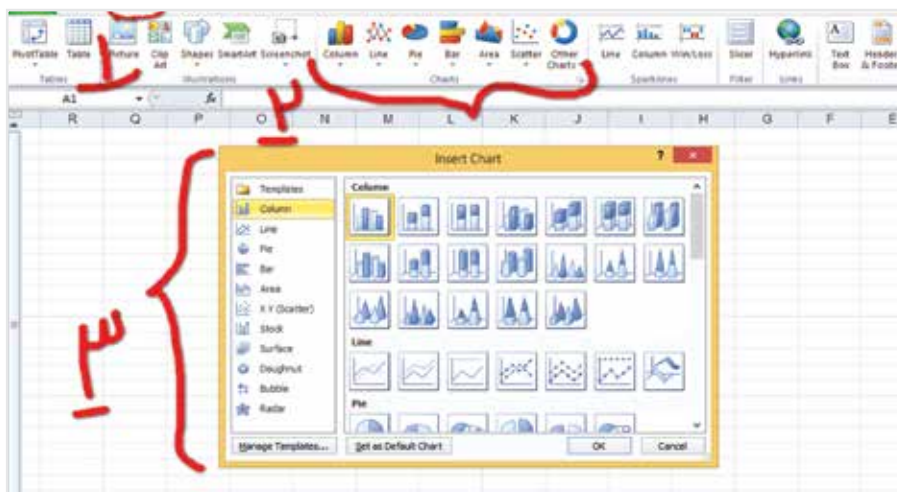 PivotTable Table Picture Clip Art Shapes SmartArt Screenshot Column Line Pie Bar Area Scatter Other Charts Line Column Win/Loss Slicer Hyperlink Text Box Header & Footer
Tables Illustrations Charts Sparklines Filter Links
A1 fx
۲
R Q P O N M L K J I H G F E
Insert Chart ?
۳
Templates
Column
Line
Pie
Bar
Area
X Y (Scatter)
Stock
Surface
Doughnut
Bubble
Radar
Column
Line
Pie
Manage Templates... Set as Default Chart OK Cancel